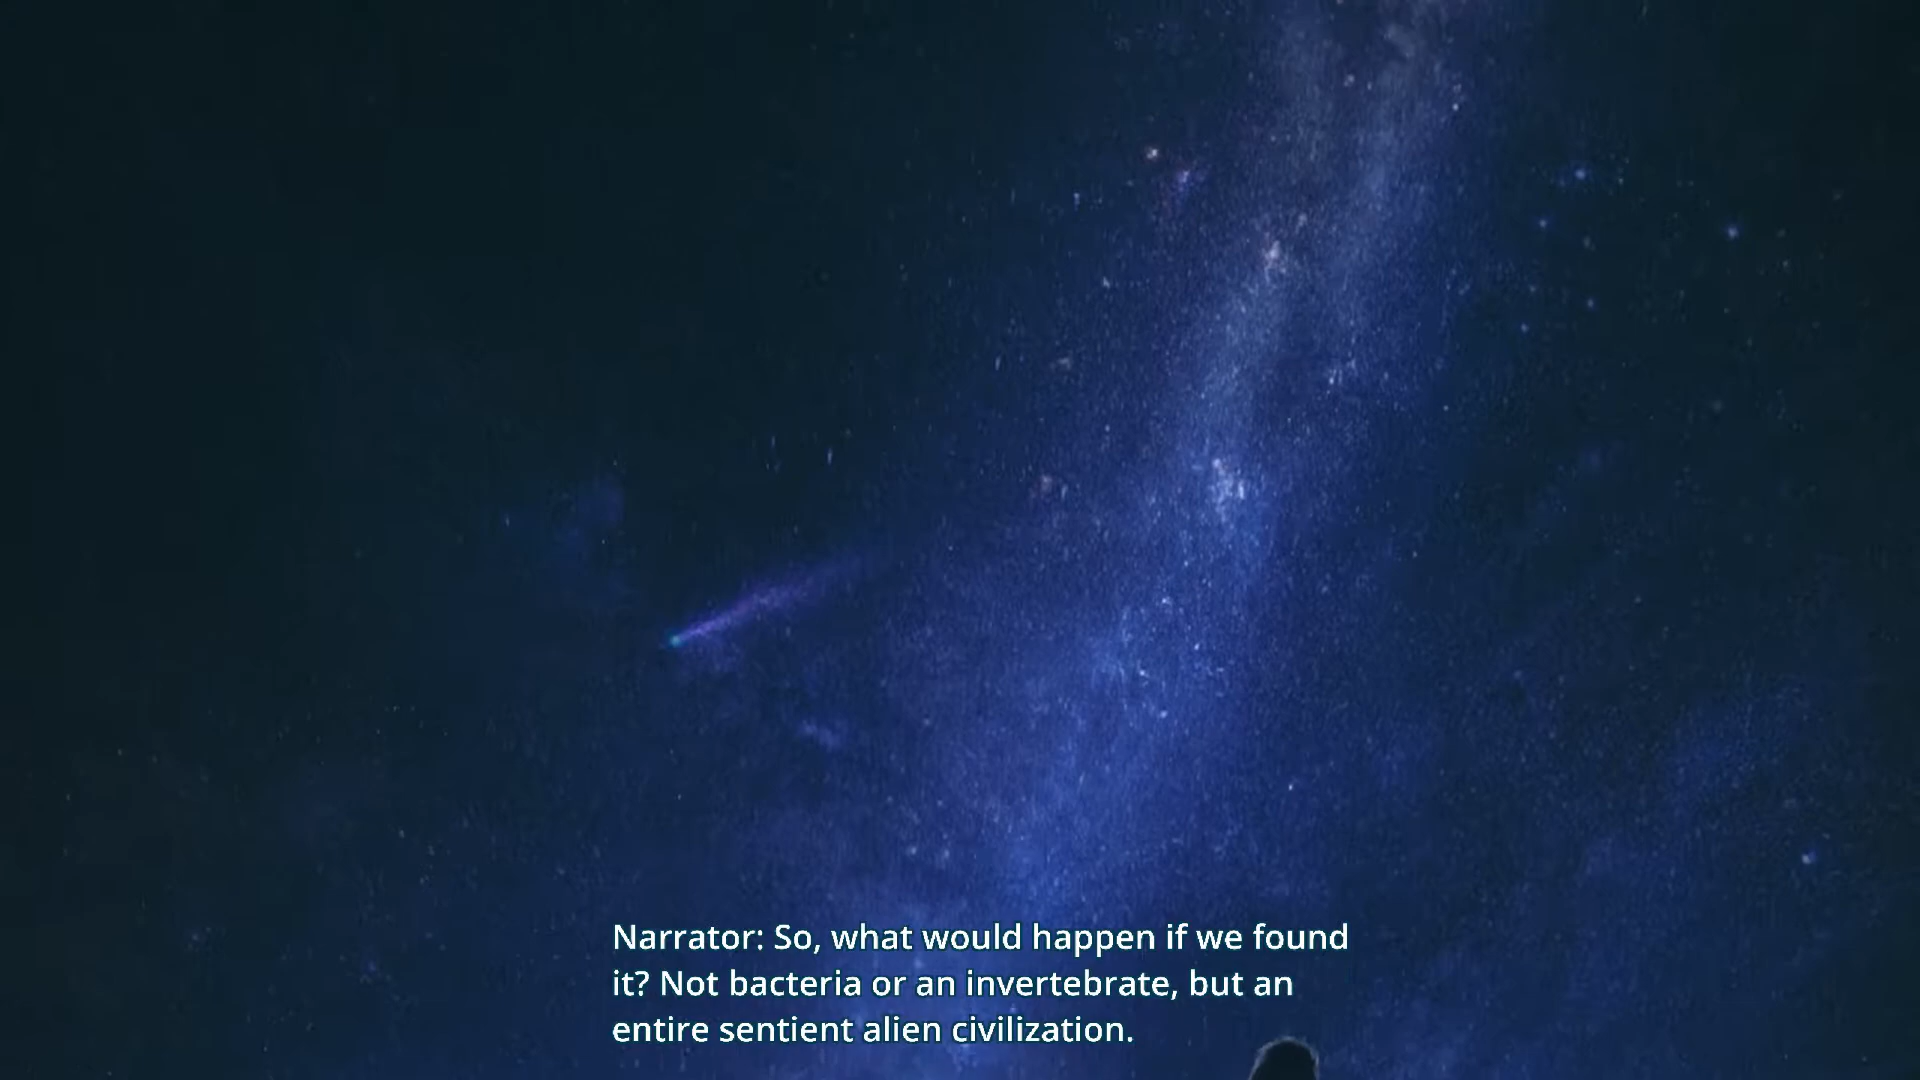 Narrator: So, what would happen if we found
it? Not bacteria or an invertebrate, but an
entire sentient alien civilization.